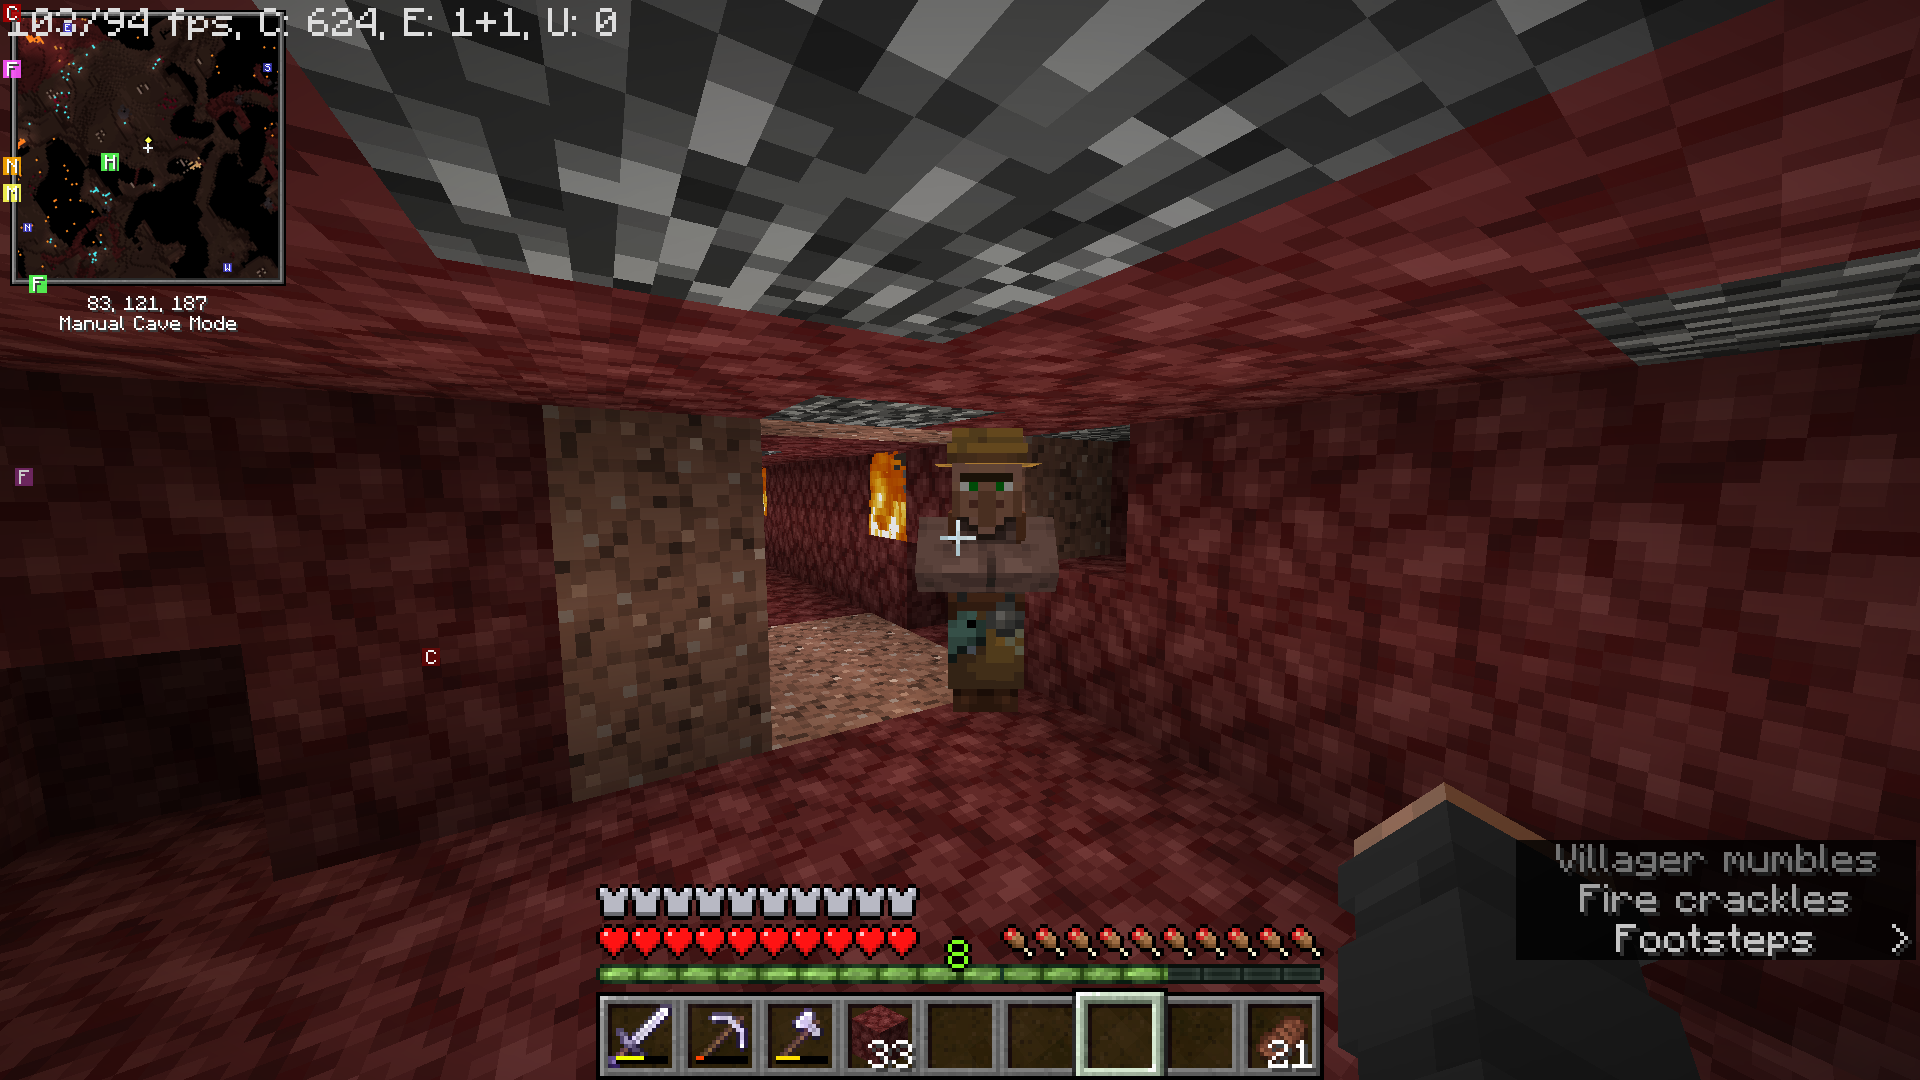 103/94 fps, C: 624, E: 1+1, U: 0
C
F
S
H
N
M
N
W
F
83, 121, 187
Manual Cave Mode
F
C
Villager mumbles
Fire crackles
Footsteps >
8
33
21